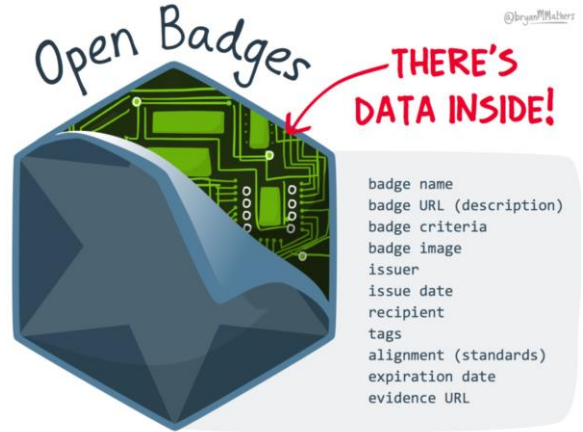 @bryanMMathers
Open Badges
THERE'S
DATA INSIDE!
badge name
badge URL (description)
badge criteria
badge image
issuer
issue date
recipient
tags
alignment (standards)
expiration date
evidence URL